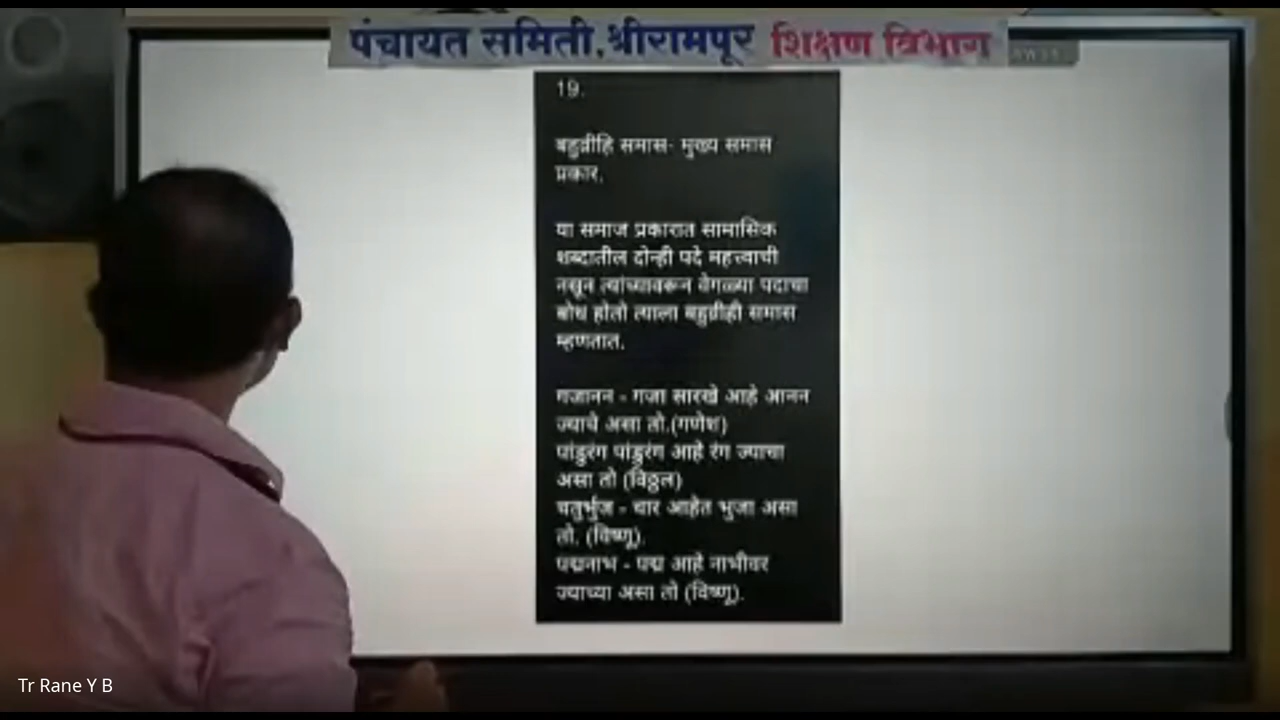 पंचायत समिती.श्रीरामपूर शिक्षण विभाग
19.
बहुव्रीहि समास- मुख्य समास
प्रकार.
या समाज प्रकारात सामासिक
शब्दातील दोन्ही पदे महत्त्वाची
नसून त्यांच्यावरून वेगळ्या पदाचा
बोध होतो त्याला बहुव्रीही समास
म्हणतात.
गजानन - गजा सारखे आहे आनन
ज्याचे असा तो.(गणेश)
पांडुरंग पांडुरंग आहे रंग ज्याचा
असा तो (विठ्ठल)
चतुर्भुज - चार आहेत भुजा असा
तो. (विष्णू).
पद्मनाभ - पद्म आहे नाभीवर
ज्याच्या असा तो (विष्णू).
Tr Rane Y B